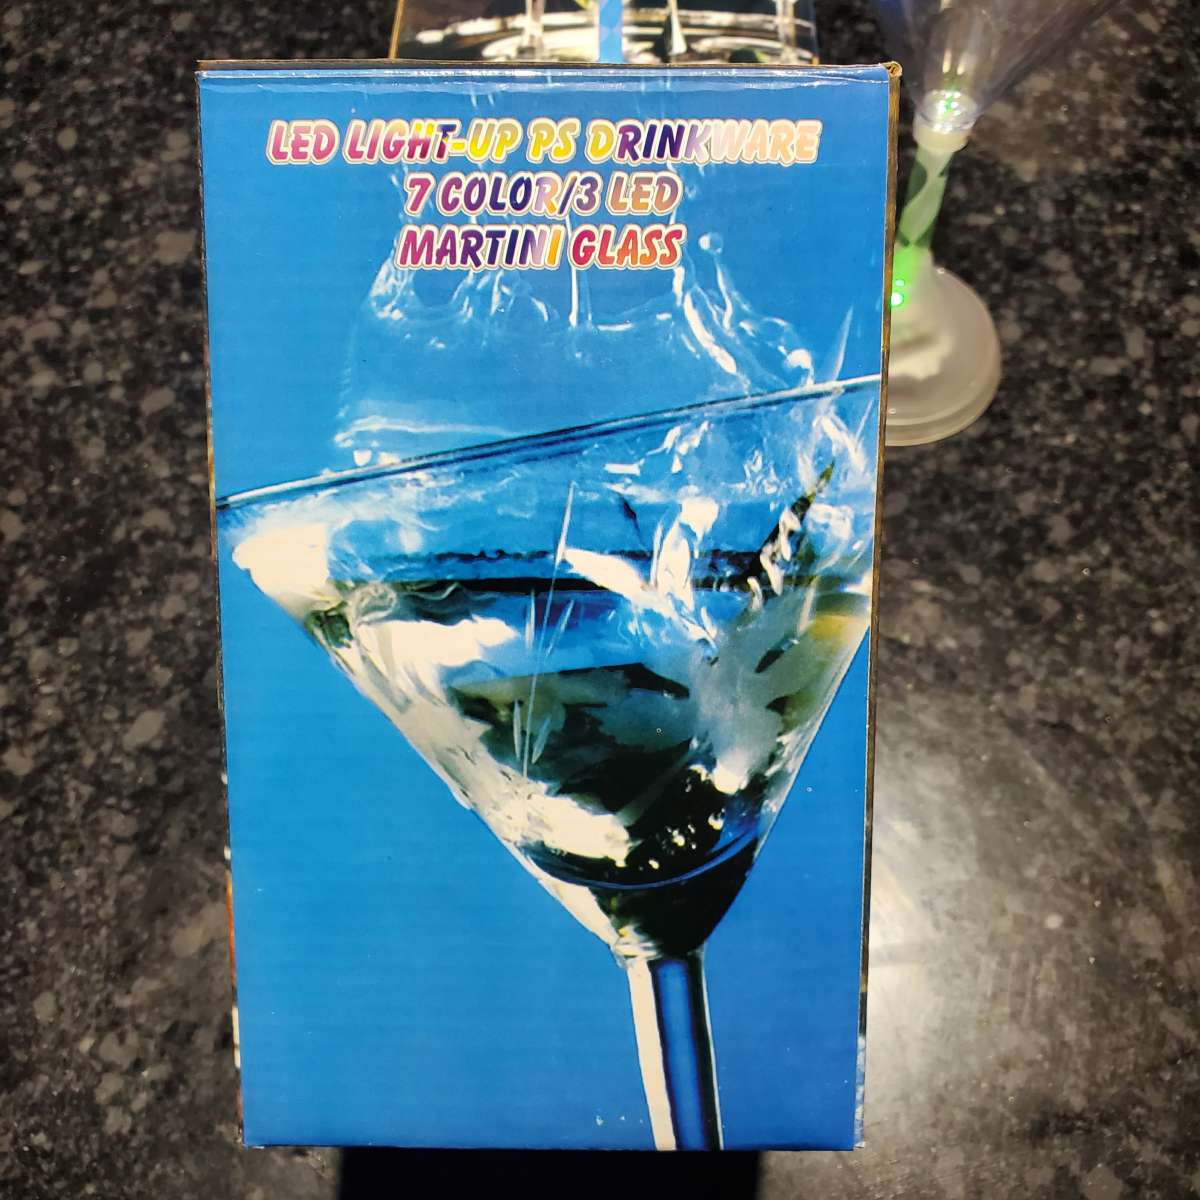 LED LIGHT-UP PS DRINKWARE
7 COLOR/3 LED
MARTINI GLASS